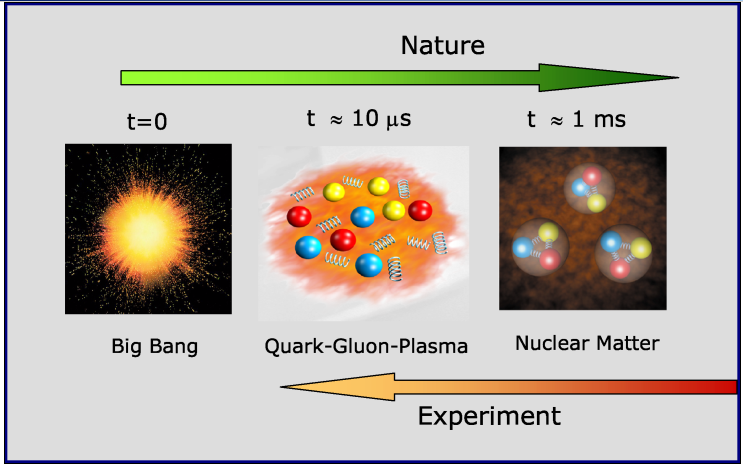 Nature
t=0
t ≈ 10 μs
t ≈ 1 ms
Big Bang
Quark-Gluon-Plasma
Nuclear Matter
Experiment